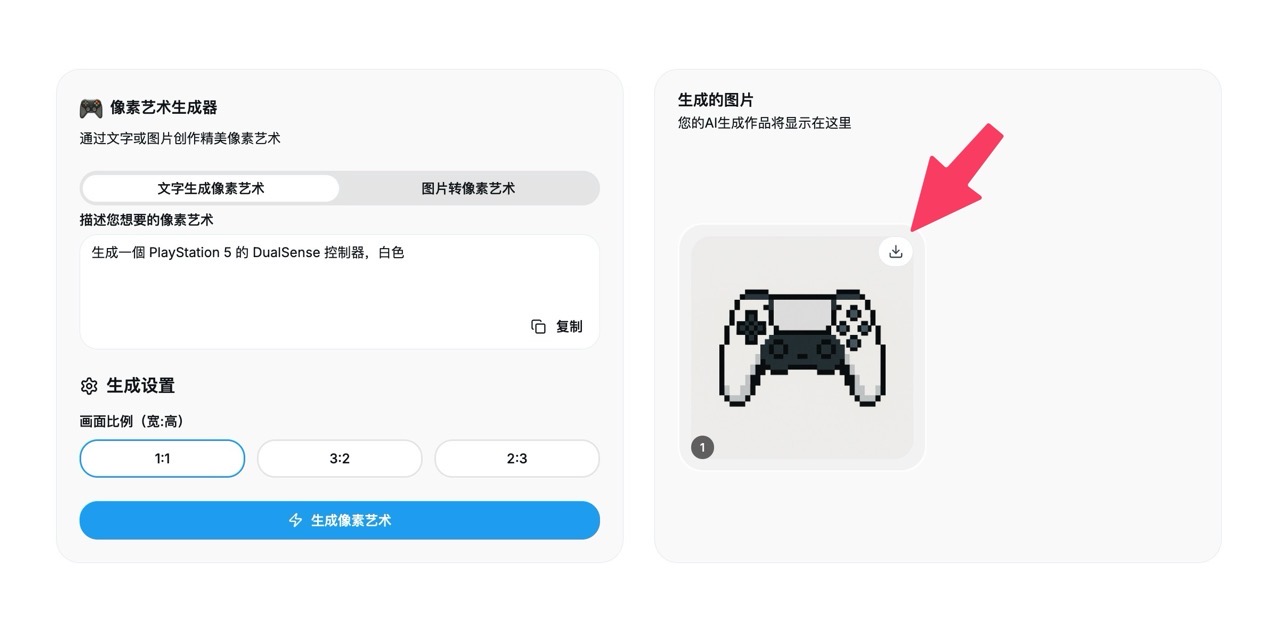 像素艺术生成器
通过文字或图片创作精美像素艺术
文字生成像素艺术
图片转像素艺术
描述您想要的像素艺术
生成一個 PlayStation 5 的 DualSense 控制器，白色
复制
生成设置
画面比例（宽:高）
1:1
3:2
2:3
生成像素艺术
生成的图片
您的AI生成作品将显示在这里
1